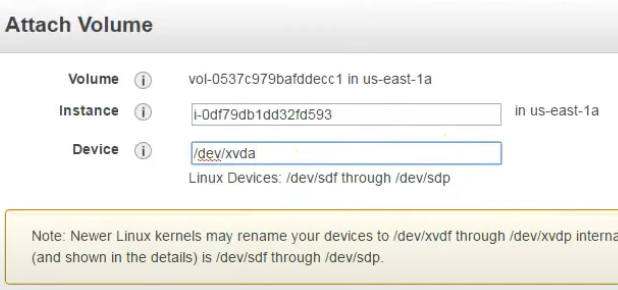 Attach Volume
Volume i vol-0537c979bafddecc1 in us-east-1a
Instance i i-0df79db1dd32fd593 in us-east-1a
Device i /dev/xvda
Linux Devices: /dev/sdf through /dev/sdp
Note: Newer Linux kernels may rename your devices to /dev/xvdf through /dev/xvdp
(and shown in the details) is /dev/sdf through /dev/sdp.